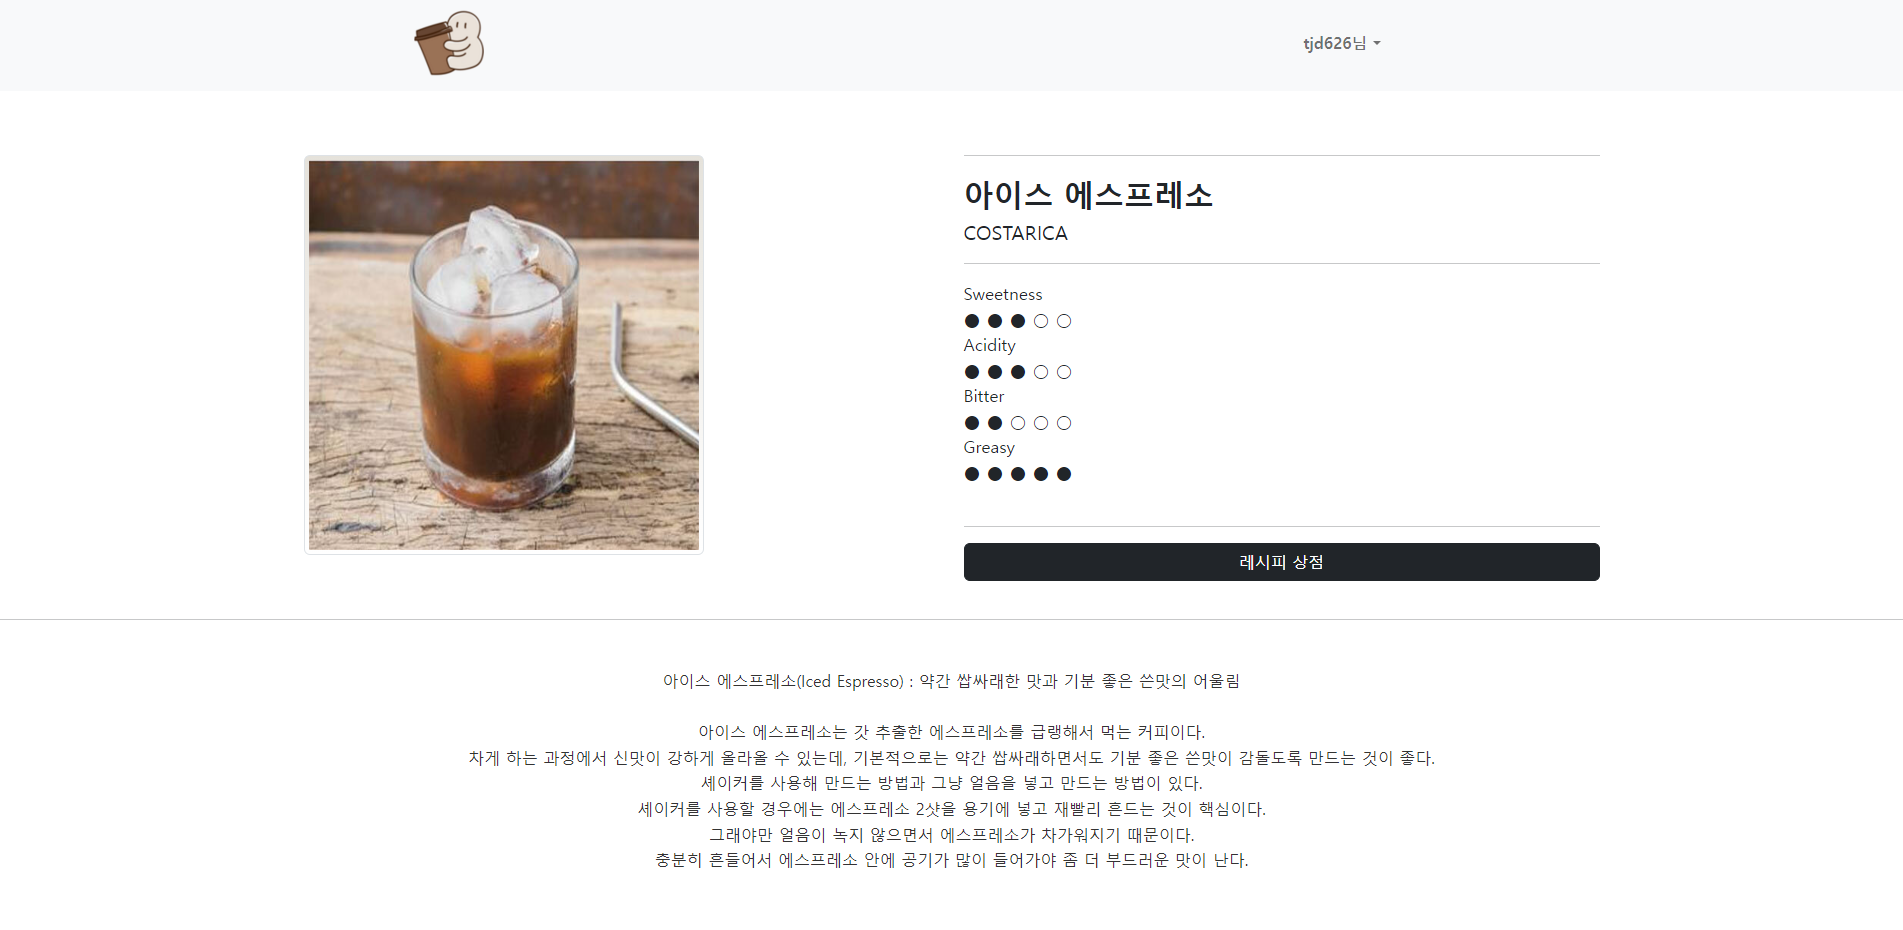 tjd626님
아이스 에스프레소
COSTARICA
Sweetness
● ● ● ○ ○
Acidity
● ● ● ○ ○
Bitter
● ● ○ ○ ○
Greasy
● ● ● ● ●
레시피 상점
아이스 에스프레소(Iced Espresso) : 약간 쌉싸래한 맛과 기분 좋은 쓴맛의 어울림
아이스 에스프레소는 갓 추출한 에스프레소를 급랭해서 먹는 커피이다.
차게 하는 과정에서 신맛이 강하게 올라올 수 있는데, 기본적으로는 약간 쌉싸래하면서도 기분 좋은 쓴맛이 감돌도록 만드는 것이 좋다.
셰이커를 사용해 만드는 방법과 그냥 얼음을 넣고 만드는 방법이 있다.
셰이커를 사용할 경우에는 에스프레소 2샷을 용기에 넣고 재빨리 흔드는 것이 핵심이다.
그래야만 얼음이 녹지 않으면서 에스프레소가 차가워지기 때문이다.
충분히 흔들어서 에스프레소 안에 공기가 많이 들어가야 좀 더 부드러운 맛이 난다.